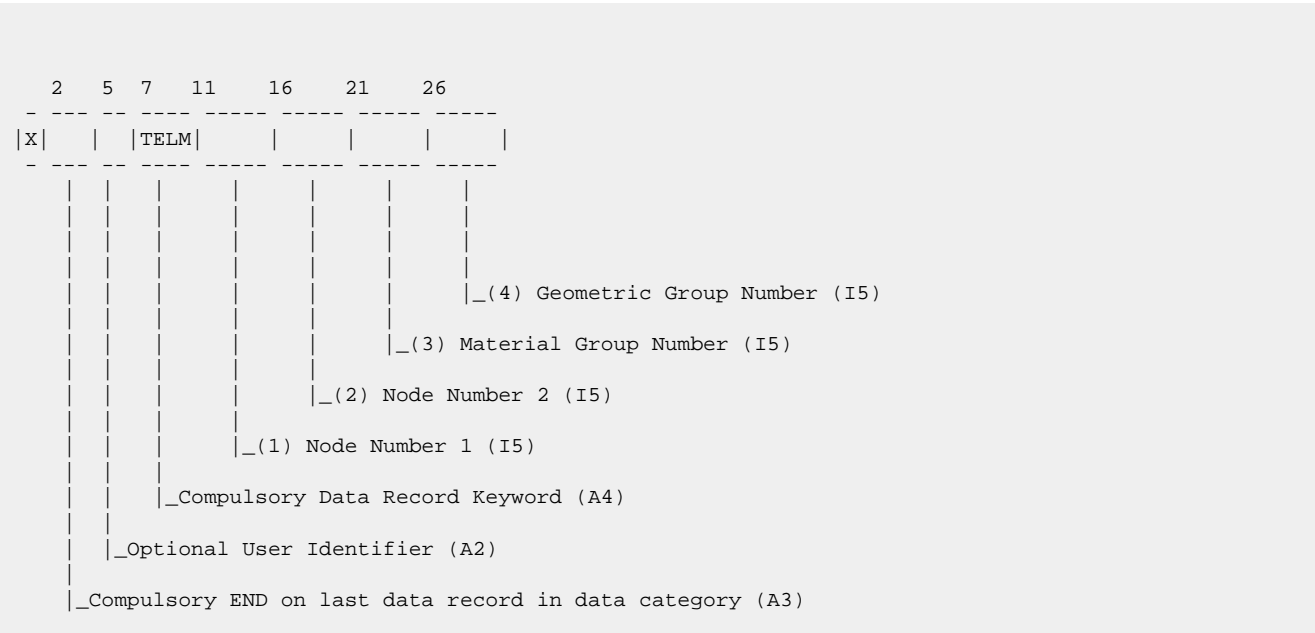 2 5 7 11 16 21 26
- --- -- ---- ----- ----- ----- -----
|X| | |TELM| | | | |
- --- -- ---- ----- ----- ----- -----
|_(4) Geometric Group Number (I5)
|_(3) Material Group Number (I5)
|_(2) Node Number 2 (I5)
|_(1) Node Number 1 (I5)
|_Compulsory Data Record Keyword (A4)
|_Optional User Identifier (A2)
|_Compulsory END on last data record in data category (A3)